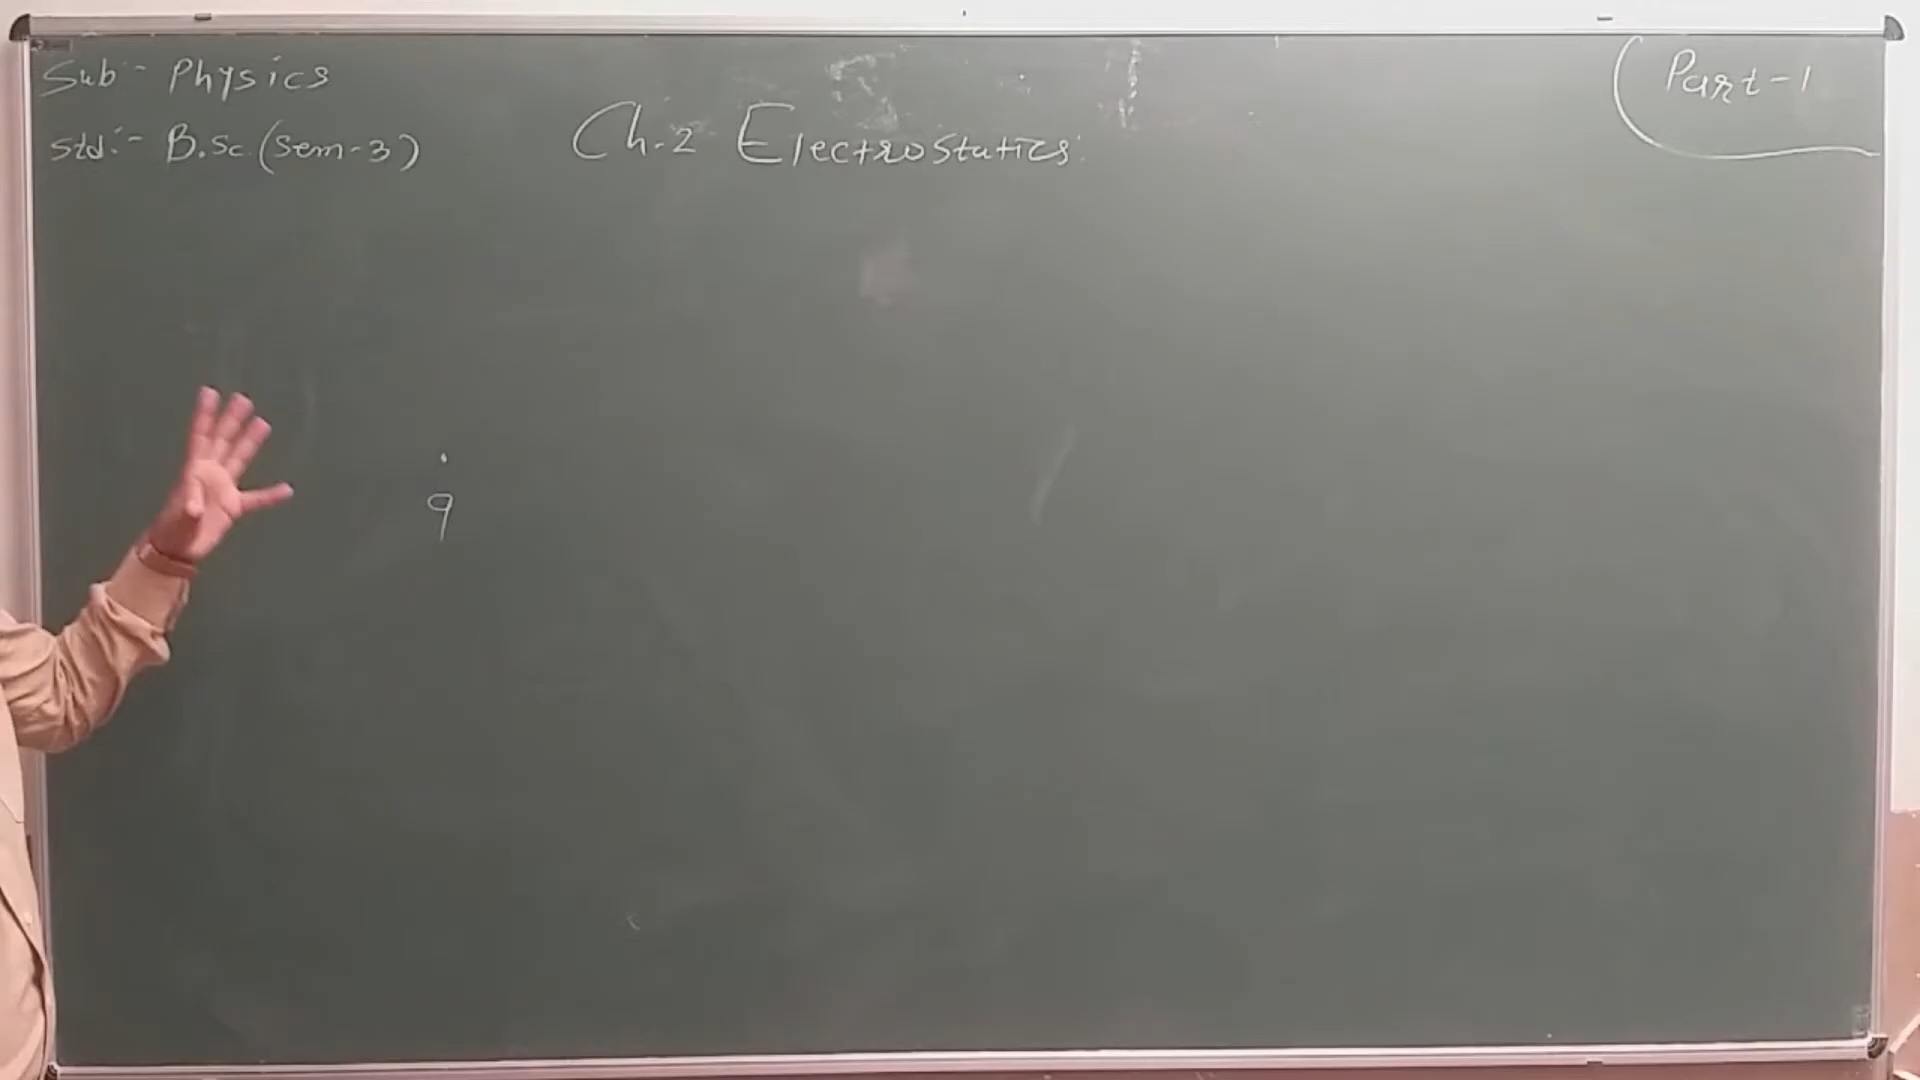 Sub - Physics
Part-1
Std:- B.Sc. (Sem-3)
Ch.2 Electrostatics
q